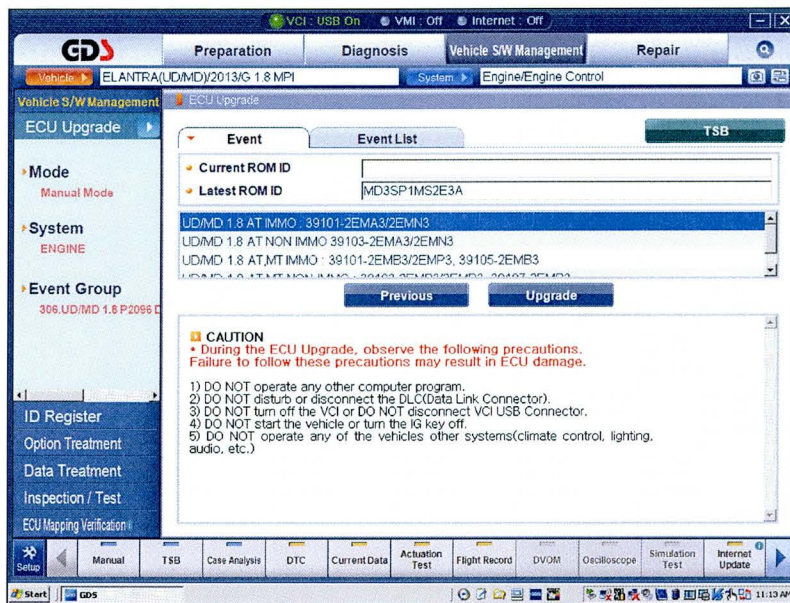 VCI : USB On VMI : Off Internet : Off
GDS Preparation Diagnosis Vehicle S/W Management Repair
Vehicle ELANTRA(UD/MD)/2013/G 1.8 MPI System Engine/Engine Control
Vehicle S/W Management
ECU Upgrade
ECU Upgrade
Event Event List TSB
Mode
Manual Mode
System
ENGINE
Event Group
306.UD/MD 1.8 P2096 D
Current ROM ID
Latest ROM ID MD3SP1MS2E3A
UD/MD 1.8 AT IMMO : 39101-2EMA3/2EMN3
UD/MD 1.8 AT NON IMMO 39103-2EMA3/2EMN3
UD/MD 1.8 AT,MT IMMO : 39101-2EMB3/2EMP3, 39105-2EMB3
Previous Upgrade
CAUTION
• During the ECU Upgrade, observe the following precautions.
Failure to follow these precautions may result in ECU damage.
1) DO NOT operate any other computer program.
2) DO NOT disturb or disconnect the DLC(Data Link Connector).
3) DO NOT turn off the VCI or DO NOT disconnect VCI USB Connector.
4) DO NOT start the vehicle or turn the IG key off.
5) DO NOT operate any of the vehicles other systems(climate control, lighting,
audio, etc.)
ID Register
Option Treatment
Data Treatment
Inspection / Test
ECU Mapping Verification
Setup Manual TSB Case Analysis DTC Current Data Actuation Test Flight Record DVOM Oscilloscope Simulation Test Internet Update
Start GDS 11:13 AM